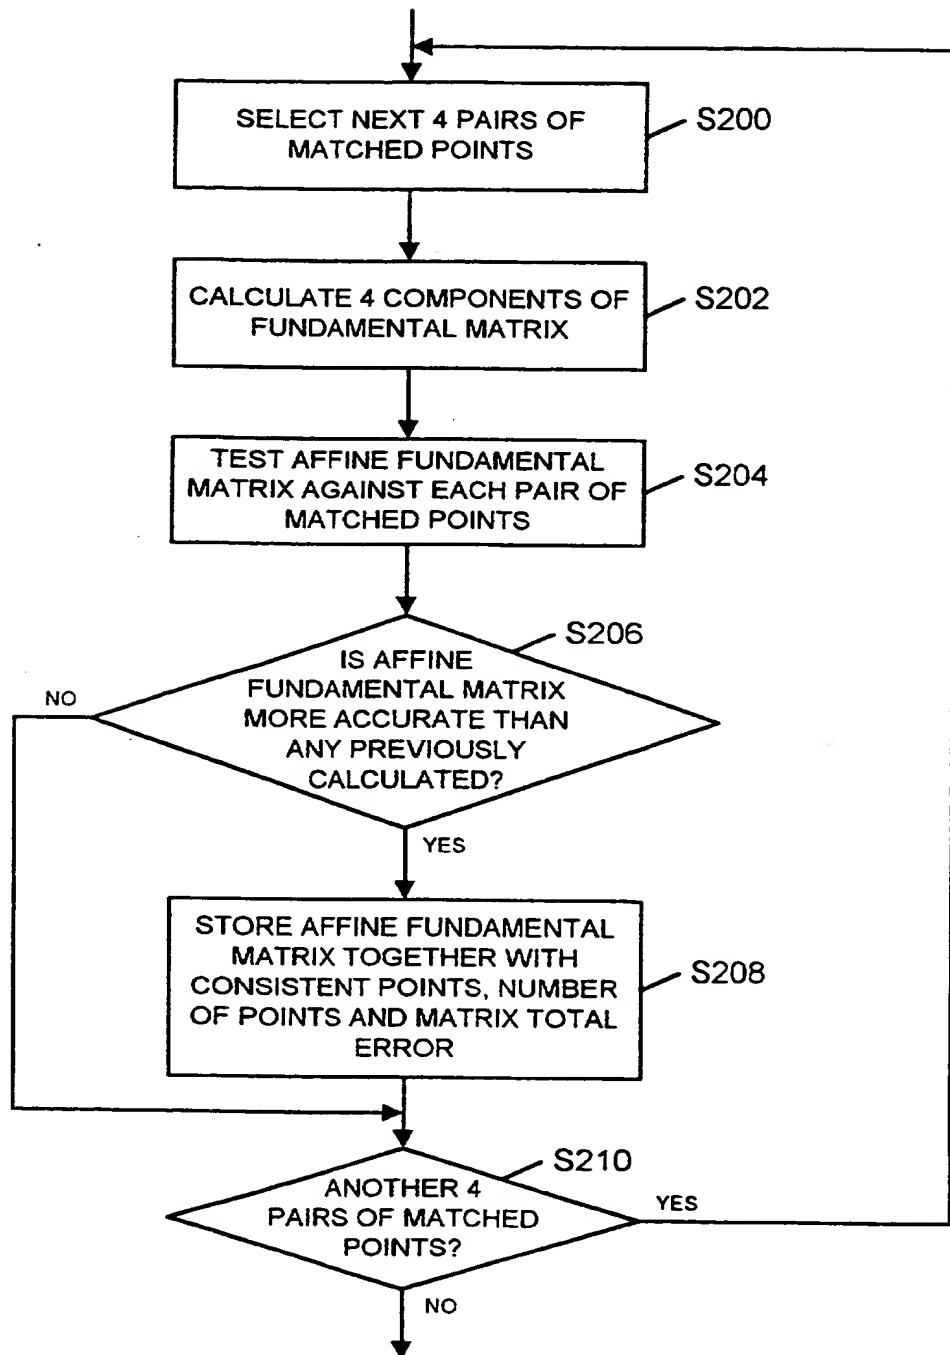 SELECT NEXT 4 PAIRS OF
MATCHED POINTS
S200
CALCULATE 4 COMPONENTS OF
FUNDAMENTAL MATRIX
S202
TEST AFFINE FUNDAMENTAL
MATRIX AGAINST EACH PAIR OF
MATCHED POINTS
S204
S206
IS AFFINE
FUNDAMENTAL MATRIX
MORE ACCURATE THAN
ANY PREVIOUSLY
CALCULATED?
NO
YES
STORE AFFINE FUNDAMENTAL
MATRIX TOGETHER WITH
CONSISTENT POINTS, NUMBER
OF POINTS AND MATRIX TOTAL
ERROR
S208
S210
ANOTHER 4
PAIRS OF MATCHED
POINTS?
YES
NO